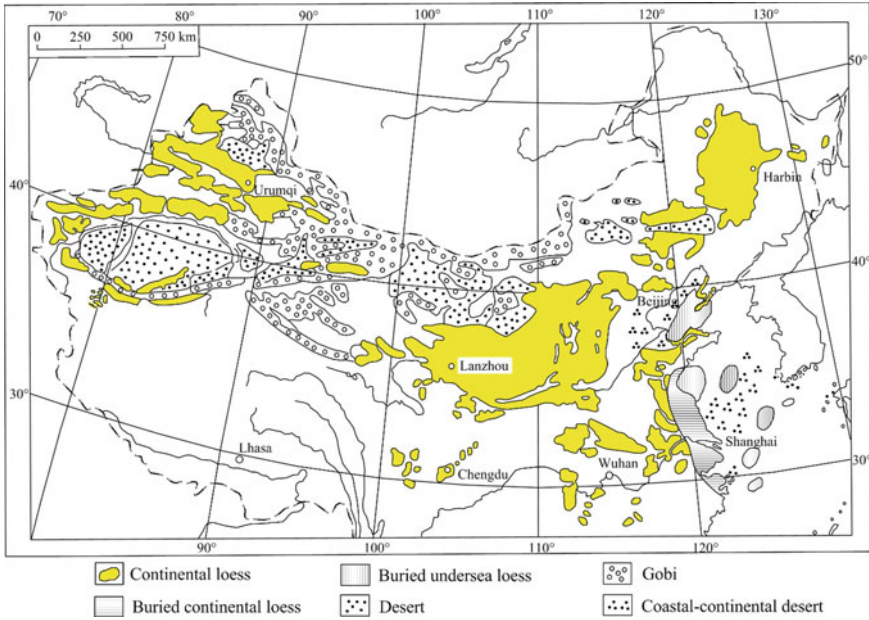 70° 80° 90° 100° 110° 120° 130°
0 250 500 750 km
50°
40°
Urumqi
Harbin
40°
Beijing
30°
Lanzhou
Shanghai
Lhasa
Chengdu
Wuhan
30°
90° 100° 110° 120°
Continental loess Buried undersea loess Gobi
Buried continental loess Desert Coastal-continental desert